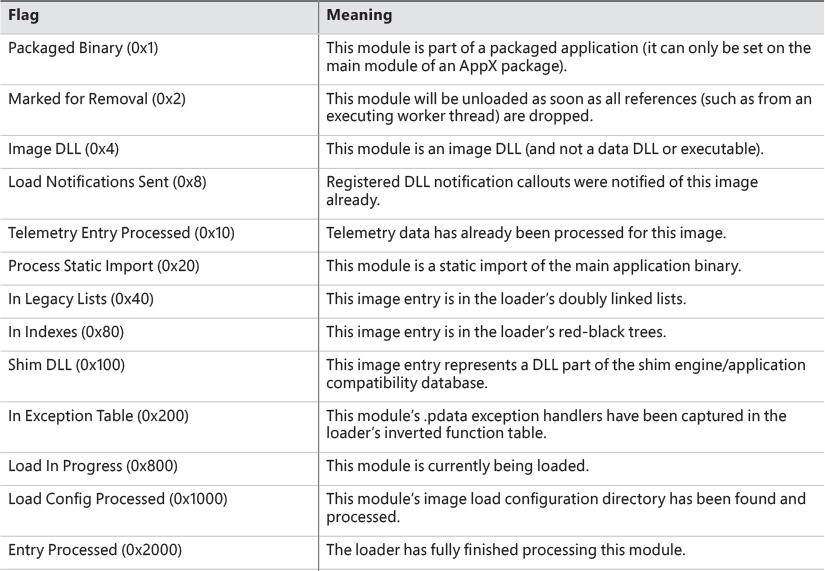 Flag Meaning
Packaged Binary (0x1) This module is part of a packaged application (it can only be set on the
main module of an AppX package).
Marked for Removal (0x2) This module will be unloaded as soon as all references (such as from an
executing worker thread) are dropped.
Image DLL (0x4) This module is an image DLL (and not a data DLL or executable).
Load Notifications Sent (0x8) Registered DLL notification callouts were notified of this image
already.
Telemetry Entry Processed (0x10) Telemetry data has already been processed for this image.
Process Static Import (0x20) This module is a static import of the main application binary.
In Legacy Lists (0x40) This image entry is in the loader’s doubly linked lists.
In Indexes (0x80) This image entry is in the loader’s red-black trees.
Shim DLL (0x100) This image entry represents a DLL part of the shim engine/application
compatibility database.
In Exception Table (0x200) This module’s .pdata exception handlers have been captured in the
loader’s inverted function table.
Load In Progress (0x800) This module is currently being loaded.
Load Config Processed (0x1000) This module’s image load configuration directory has been found and
processed.
Entry Processed (0x2000) The loader has fully finished processing this module.